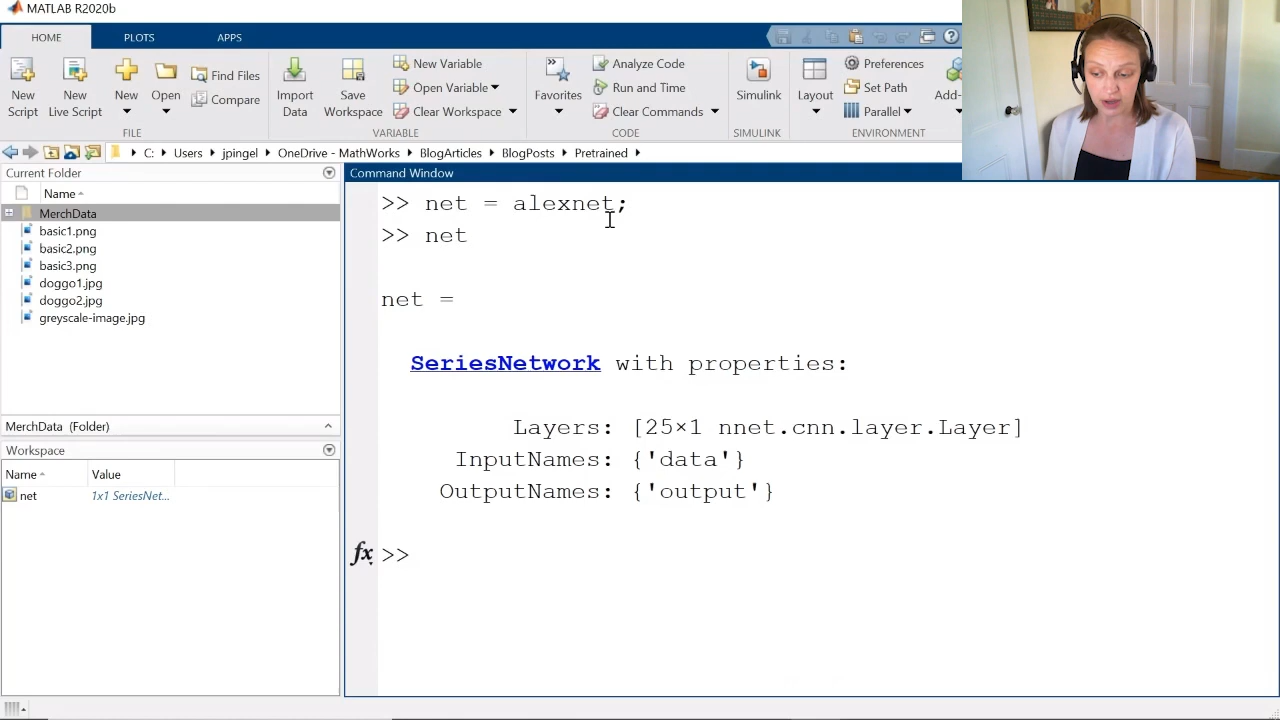 MATLAB R2020b
HOME PLOTS APPS
New Script
New Live Script
New
Open
Find Files
Compare
FILE
Import Data
Save Workspace
New Variable
Open Variable
Clear Workspace
VARIABLE
Favorites
Analyze Code
Run and Time
Clear Commands
CODE
Simulink
SIMULINK
Layout
Preferences
Set Path
Parallel
Add-
ENVIRONMENT
C: Users jpingel OneDrive - MathWorks BlogArticles BlogPosts Pretrained
Current Folder
Name
MerchData
basic1.png
basic2.png
basic3.png
doggo1.jpg
doggo2.jpg
greyscale-image.jpg
MerchData (Folder)
Workspace
Name Value
net 1x1 SeriesNet...
Command Window
>> net = alexnet;
>> net
net =
SeriesNetwork with properties:
Layers: [25×1 nnet.cnn.layer.Layer]
InputNames: {'data'}
OutputNames: {'output'}
fx >>